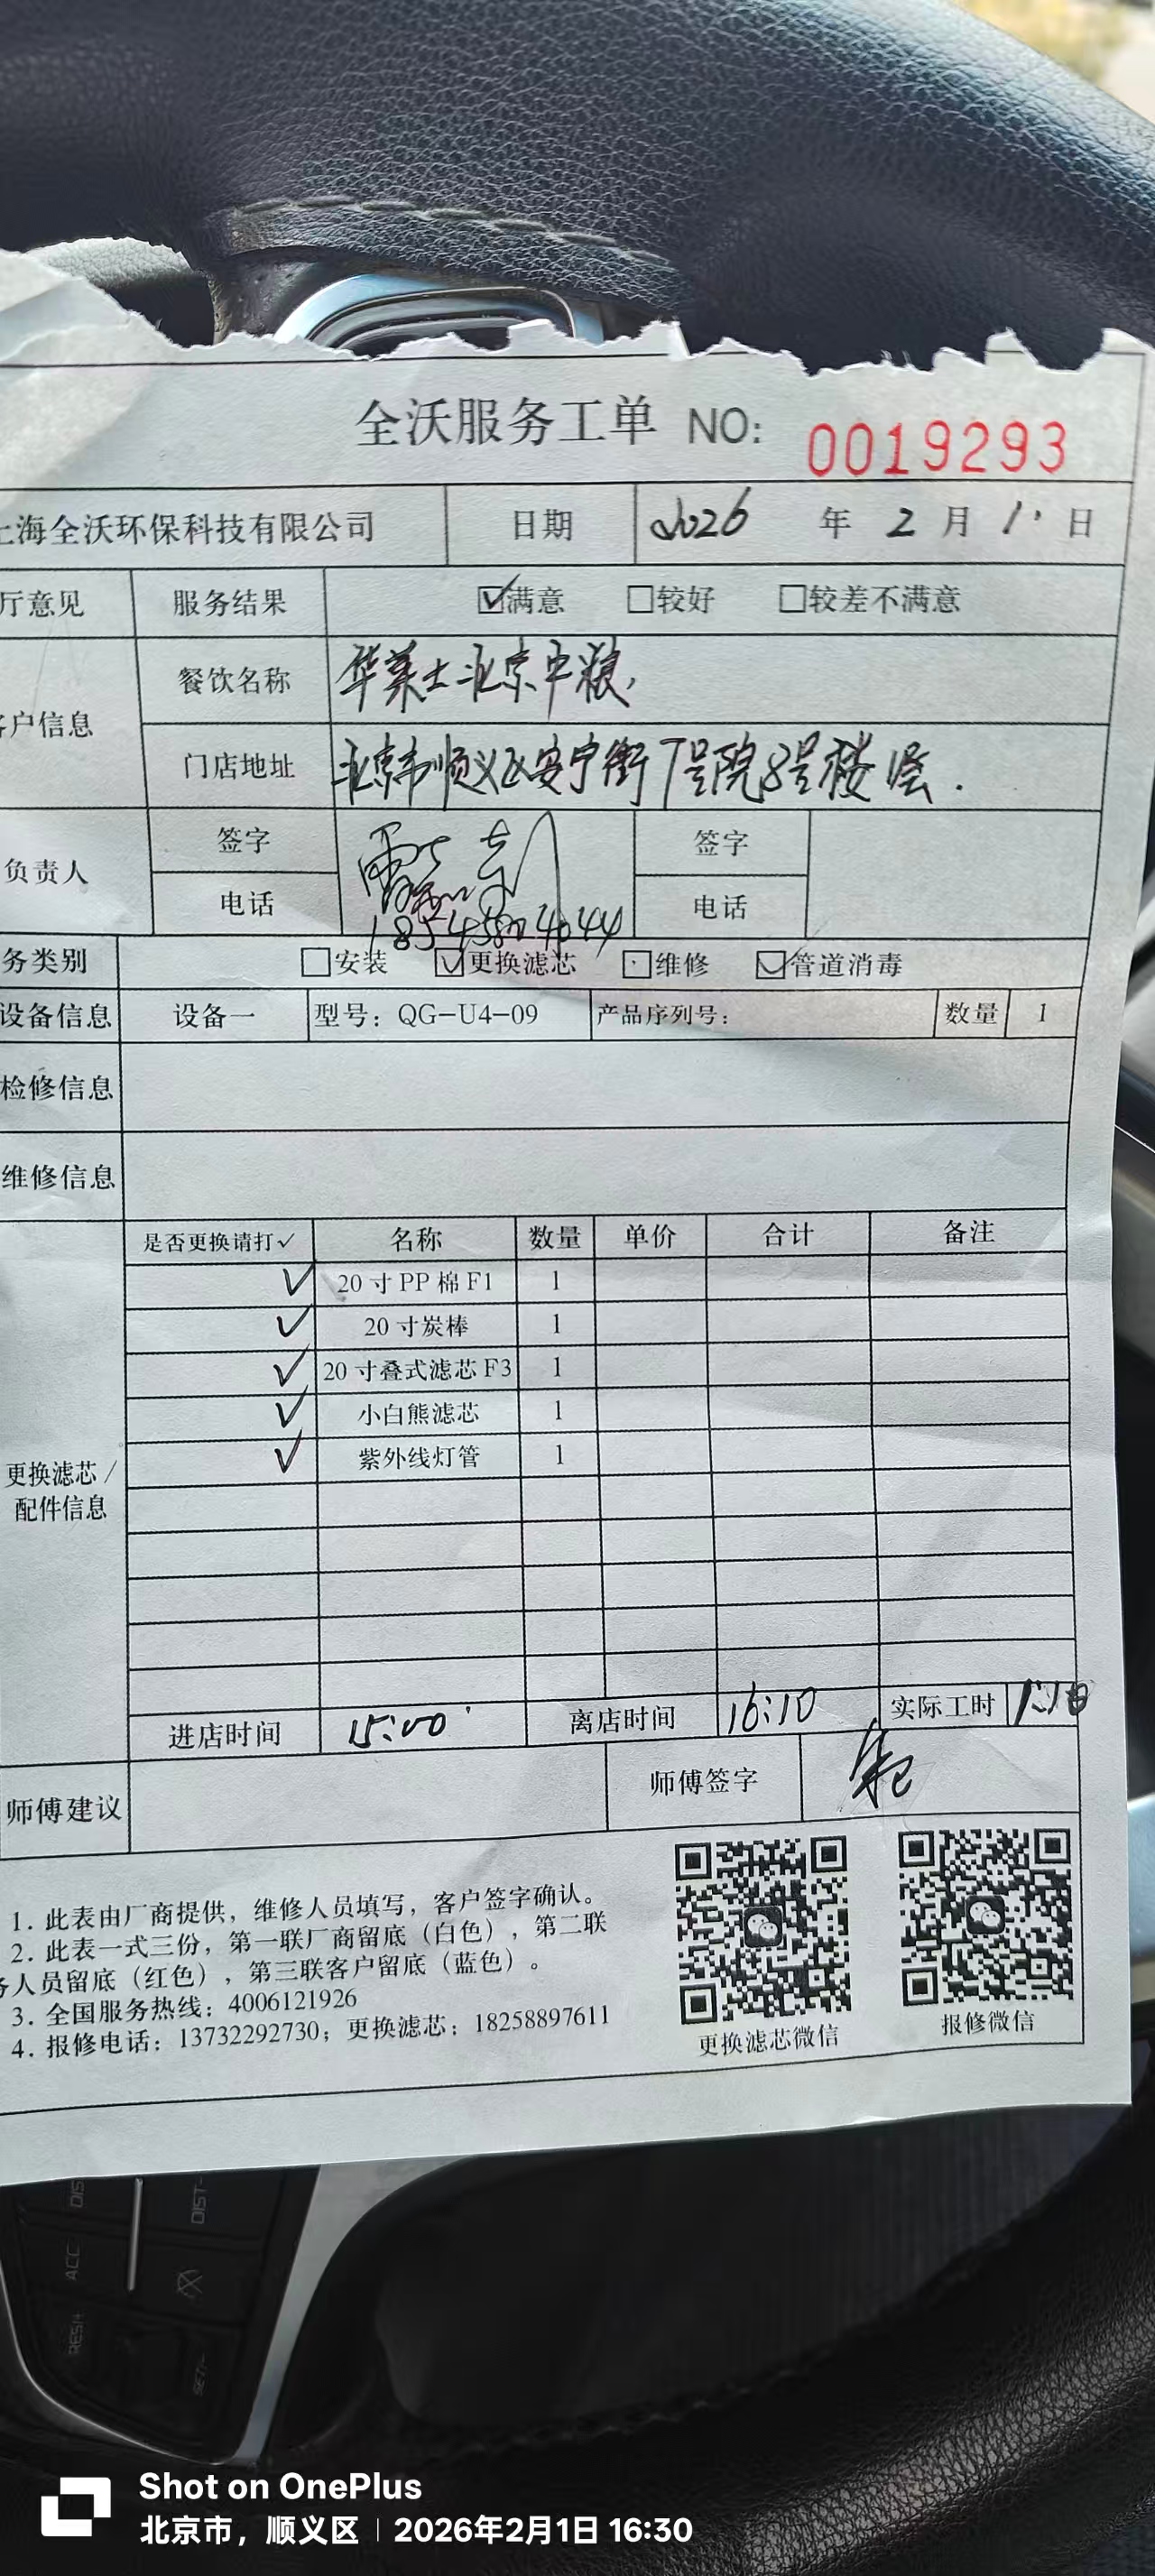 全沃服务工单 NO: 0019293
上海全沃环保科技有限公司 日期 2026 年 2 月 1 日
厅意见 服务结果 ☑满意 □较好 □较差不满意
客户信息 餐饮名称 华莱士北京中粮
门店地址 北京市顺义区安宁街7号院8号楼
负责人 签字 签字
电话 电话
务类别 □安装 ☑更换滤芯 □维修 ☑管道消毒
设备信息 设备一 型号：QG-U4-09 产品序列号： 数量 1
检修信息
维修信息
更换滤芯/
配件信息
是否更换请打✓ 名称 数量 单价 合计 备注
✓ 20寸PP棉F1 1
✓ 20寸炭棒 1
✓ 20寸叠式滤芯F3 1
✓ 小白熊滤芯 1
✓ 紫外线灯管 1
进店时间 15:00 离店时间 16:10 实际工时
师傅建议 师傅签字
1. 此表由厂商提供，维修人员填写，客户签字确认。
2. 此表一式三份，第一联厂商留底（白色），第二联
务人员留底（红色），第三联客户留底（蓝色）。
3. 全国服务热线：4006121926
4. 报修电话：13732292730；更换滤芯：18258897611
更换滤芯微信 报修微信
ACC
DIST
Shot on OnePlus
北京市，顺义区 | 2026年2月1日 16:30